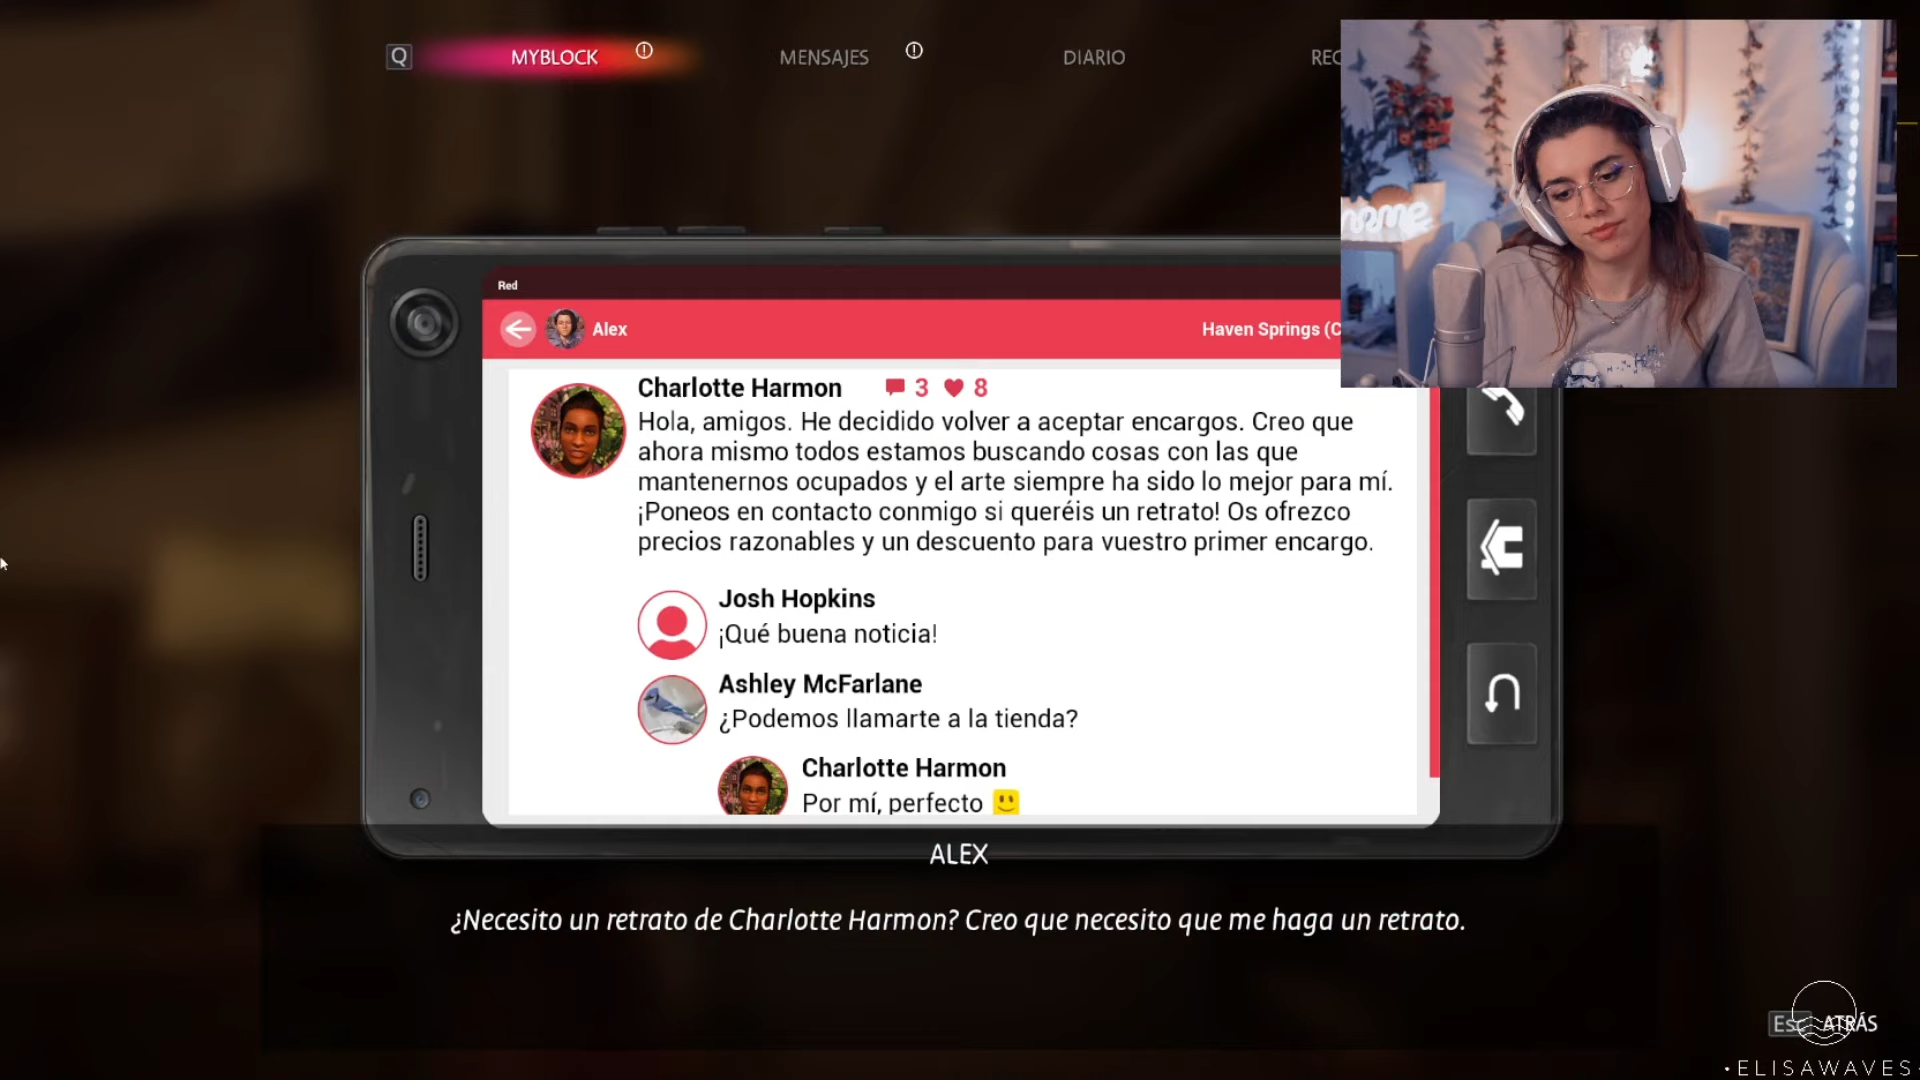 Q MYBLOCK ! MENSAJES ! DIARIO
home
Red
Alex
Haven Springs (C
Charlotte Harmon 3 8
Hola, amigos. He decidido volver a aceptar encargos. Creo que
ahora mismo todos estamos buscando cosas con las que
mantenernos ocupados y el arte siempre ha sido lo mejor para mí.
¡Poneos en contacto conmigo si queréis un retrato! Os ofrezco
precios razonables y un descuento para vuestro primer encargo.
Josh Hopkins
¡Qué buena noticia!
Ashley McFarlane
¿Podemos llamarte a la tienda?
Charlotte Harmon
Por mí, perfecto
ALEX
¿Necesito un retrato de Charlotte Harmon? Creo que necesito que me haga un retrato.
Esc ATRÁS
·ELISAWAVES